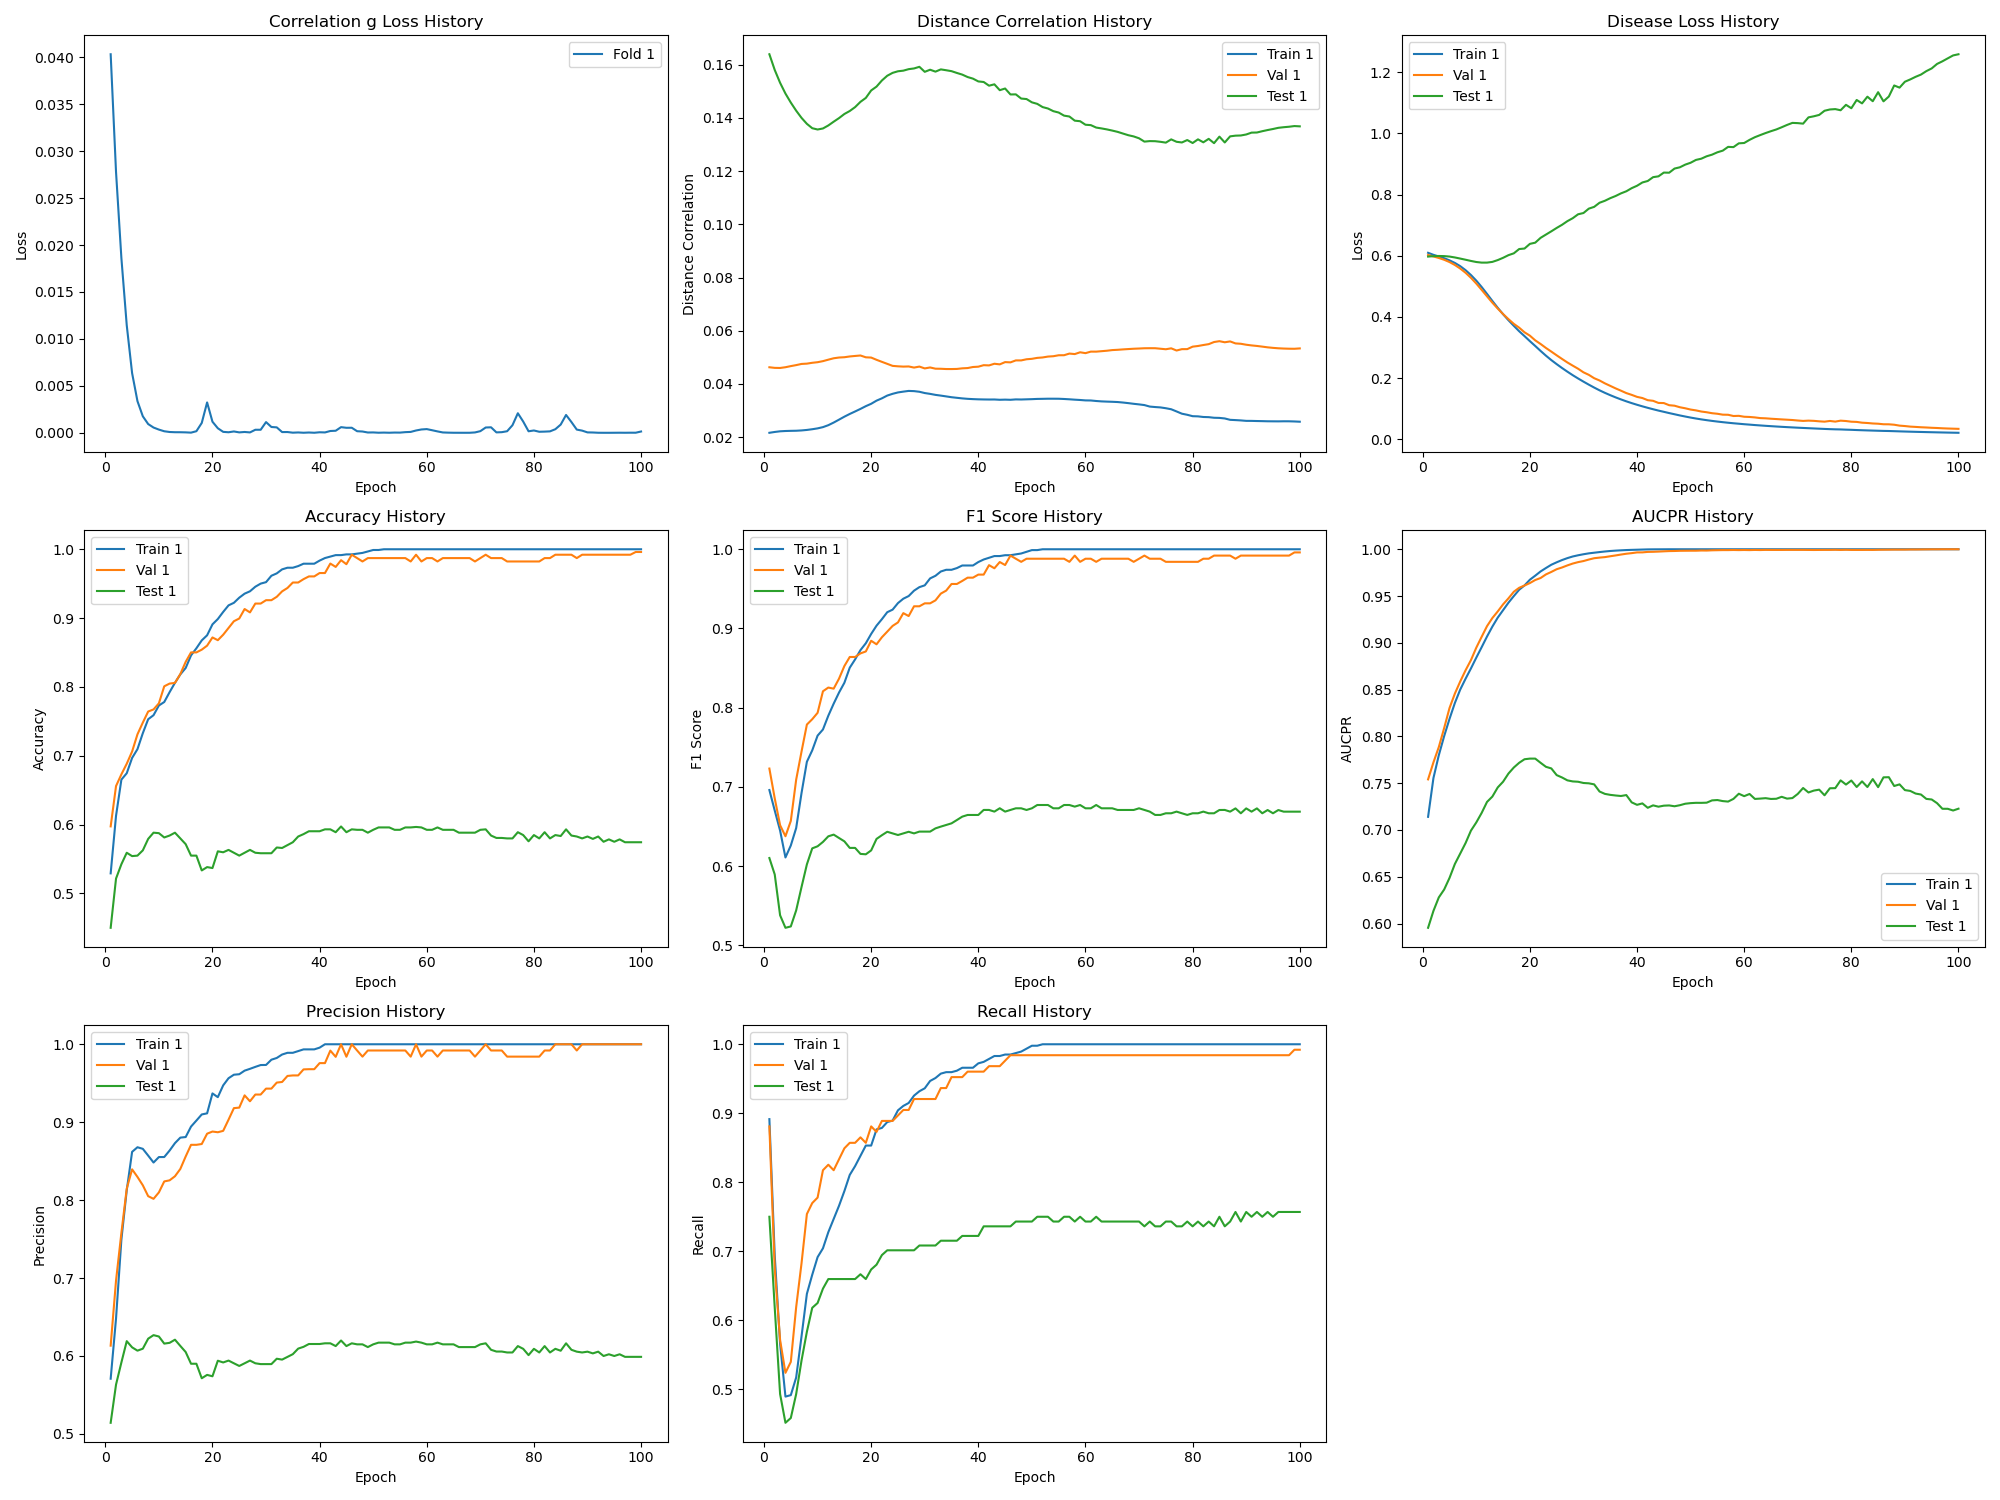 Correlation g Loss History
Loss
0.040
0.035
0.030
0.025
0.020
0.015
0.010
0.005
0.000
0 20 40 60 80 100
Epoch
Fold 1
Distance Correlation History
Distance Correlation
0.16
0.14
0.12
0.10
0.08
0.06
0.04
0.02
0 20 40 60 80 100
Epoch
Train 1
Val 1
Test 1
Disease Loss History
Loss
1.2
1.0
0.8
0.6
0.4
0.2
0.0
0 20 40 60 80 100
Epoch
Train 1
Val 1
Test 1
Accuracy History
Accuracy
1.0
0.9
0.8
0.7
0.6
0.5
0 20 40 60 80 100
Epoch
Train 1
Val 1
Test 1
F1 Score History
F1 Score
1.0
0.9
0.8
0.7
0.6
0.5
0 20 40 60 80 100
Epoch
Train 1
Val 1
Test 1
AUCPR History
AUCPR
1.00
0.95
0.90
0.85
0.80
0.75
0.70
0.65
0.60
0 20 40 60 80 100
Epoch
Train 1
Val 1
Test 1
Precision History
Precision
1.0
0.9
0.8
0.7
0.6
0.5
0 20 40 60 80 100
Epoch
Train 1
Val 1
Test 1
Recall History
Recall
1.0
0.9
0.8
0.7
0.6
0.5
0 20 40 60 80 100
Epoch
Train 1
Val 1
Test 1